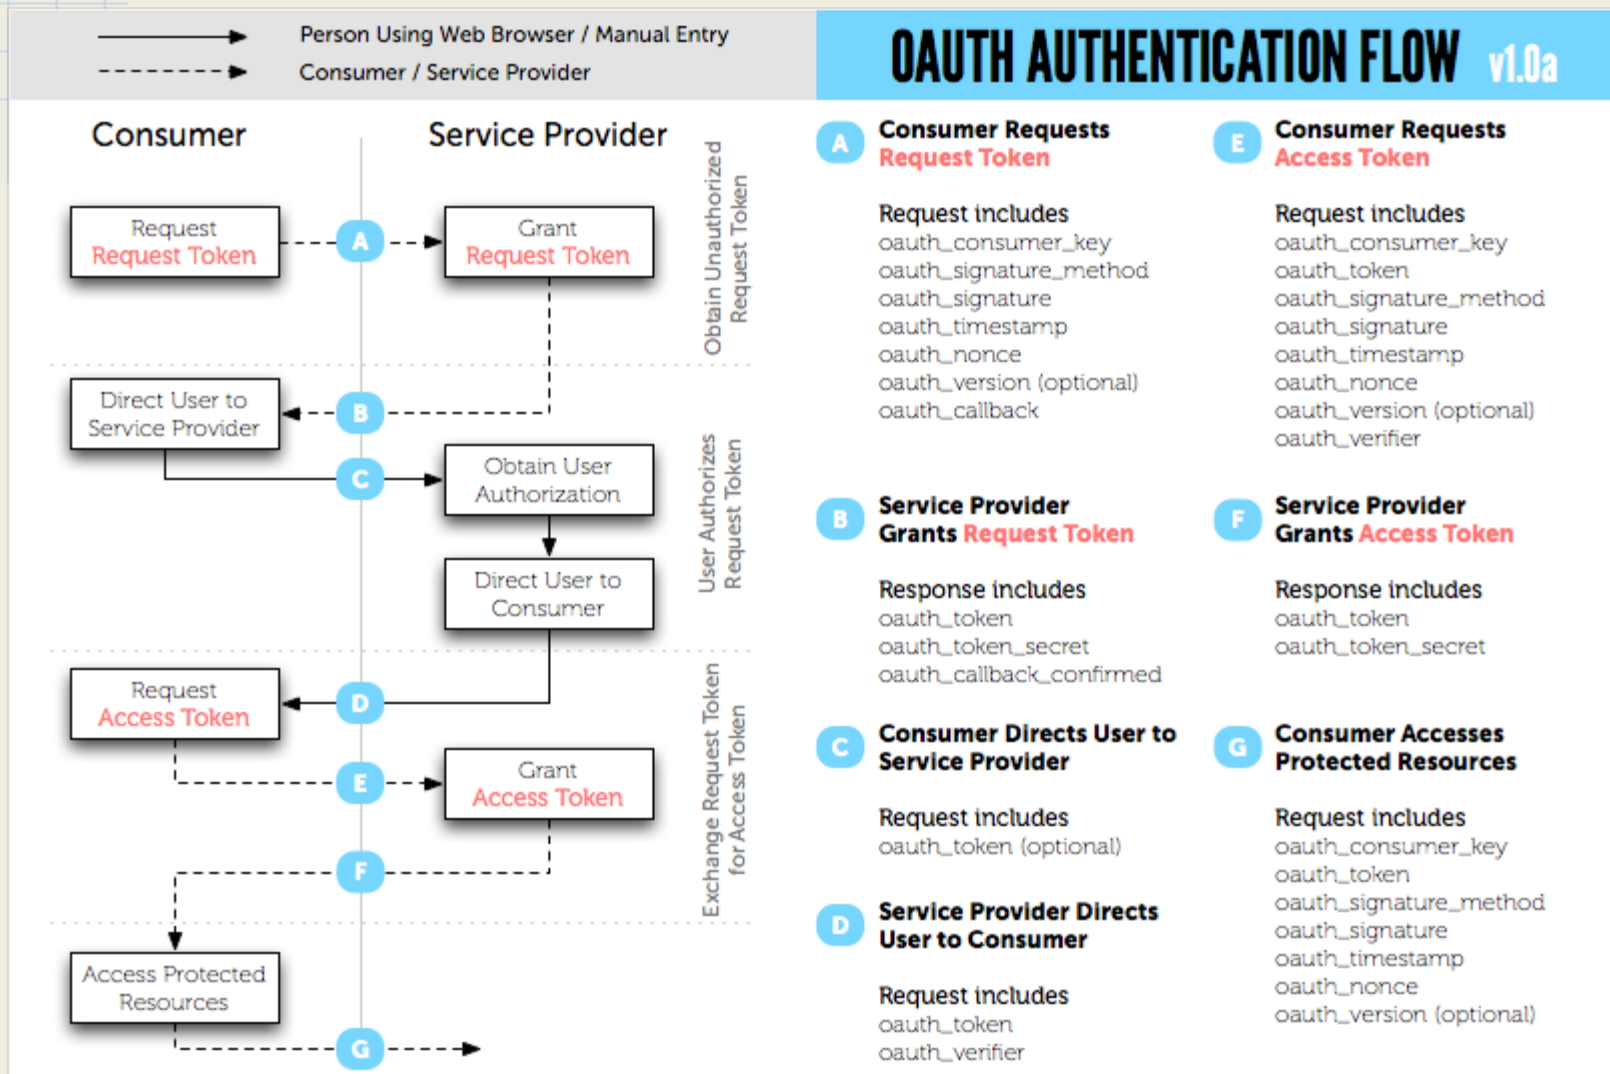 Person Using Web Browser / Manual Entry
Consumer / Service Provider
OAUTH AUTHENTICATION FLOW v1.0a
Consumer
Service Provider
Request
Request Token
A
Grant
Request Token
Obtain Unauthorized
Request Token
Direct User to
Service Provider
B
C
Obtain User
Authorization
Direct User to
Consumer
User Authorizes
Request Token
Request
Access Token
D
E
Grant
Access Token
F
Exchange Request Token
for Access Token
Access Protected
Resources
G
A
Consumer Requests
Request Token
Request includes
oauth_consumer_key
oauth_signature_method
oauth_signature
oauth_timestamp
oauth_nonce
oauth_version (optional)
oauth_callback
B
Service Provider
Grants Request Token
Response includes
oauth_token
oauth_token_secret
oauth_callback_confirmed
C
Consumer Directs User to
Service Provider
Request includes
oauth_token (optional)
D
Service Provider Directs
User to Consumer
Request includes
oauth_token
oauth_verifier
E
Consumer Requests
Access Token
Request includes
oauth_consumer_key
oauth_token
oauth_signature_method
oauth_signature
oauth_timestamp
oauth_nonce
oauth_version (optional)
oauth_verifier
F
Service Provider
Grants Access Token
Response includes
oauth_token
oauth_token_secret
G
Consumer Accesses
Protected Resources
Request includes
oauth_consumer_key
oauth_token
oauth_signature_method
oauth_signature
oauth_timestamp
oauth_nonce
oauth_version (optional)